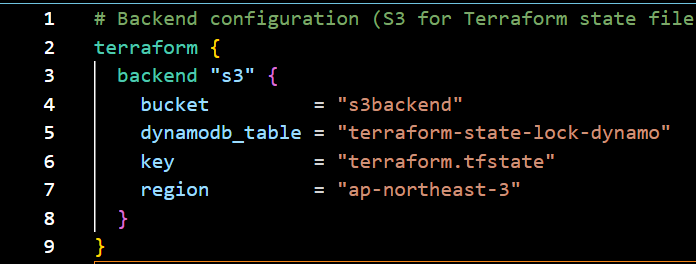 1 # Backend configuration (S3 for Terraform state file
2 terraform {
3   backend "s3" {
4     bucket         = "s3backend"
5     dynamodb_table = "terraform-state-lock-dynamo"
6     key            = "terraform.tfstate"
7     region         = "ap-northeast-3"
8   }
9 }